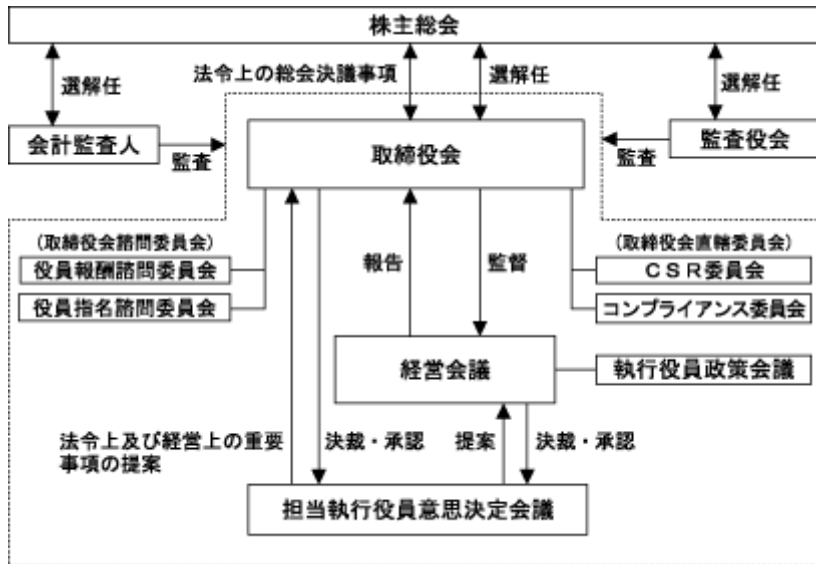 株主総会
選解任
法令上の総会決議事項
選解任
選解任
会計監査人
監査
取締役会
監査
監査役会
(取締役会諮問委員会)
役員報酬諮問委員会
役員指名諮問委員会
報告
監督
(取締役会直轄委員会)
CSR委員会
コンプライアンス委員会
経営会議
執行役員政策会議
法令上及び経営上の重要
事項の提案
決裁・承認
提案
決裁・承認
担当執行役員意思決定会議